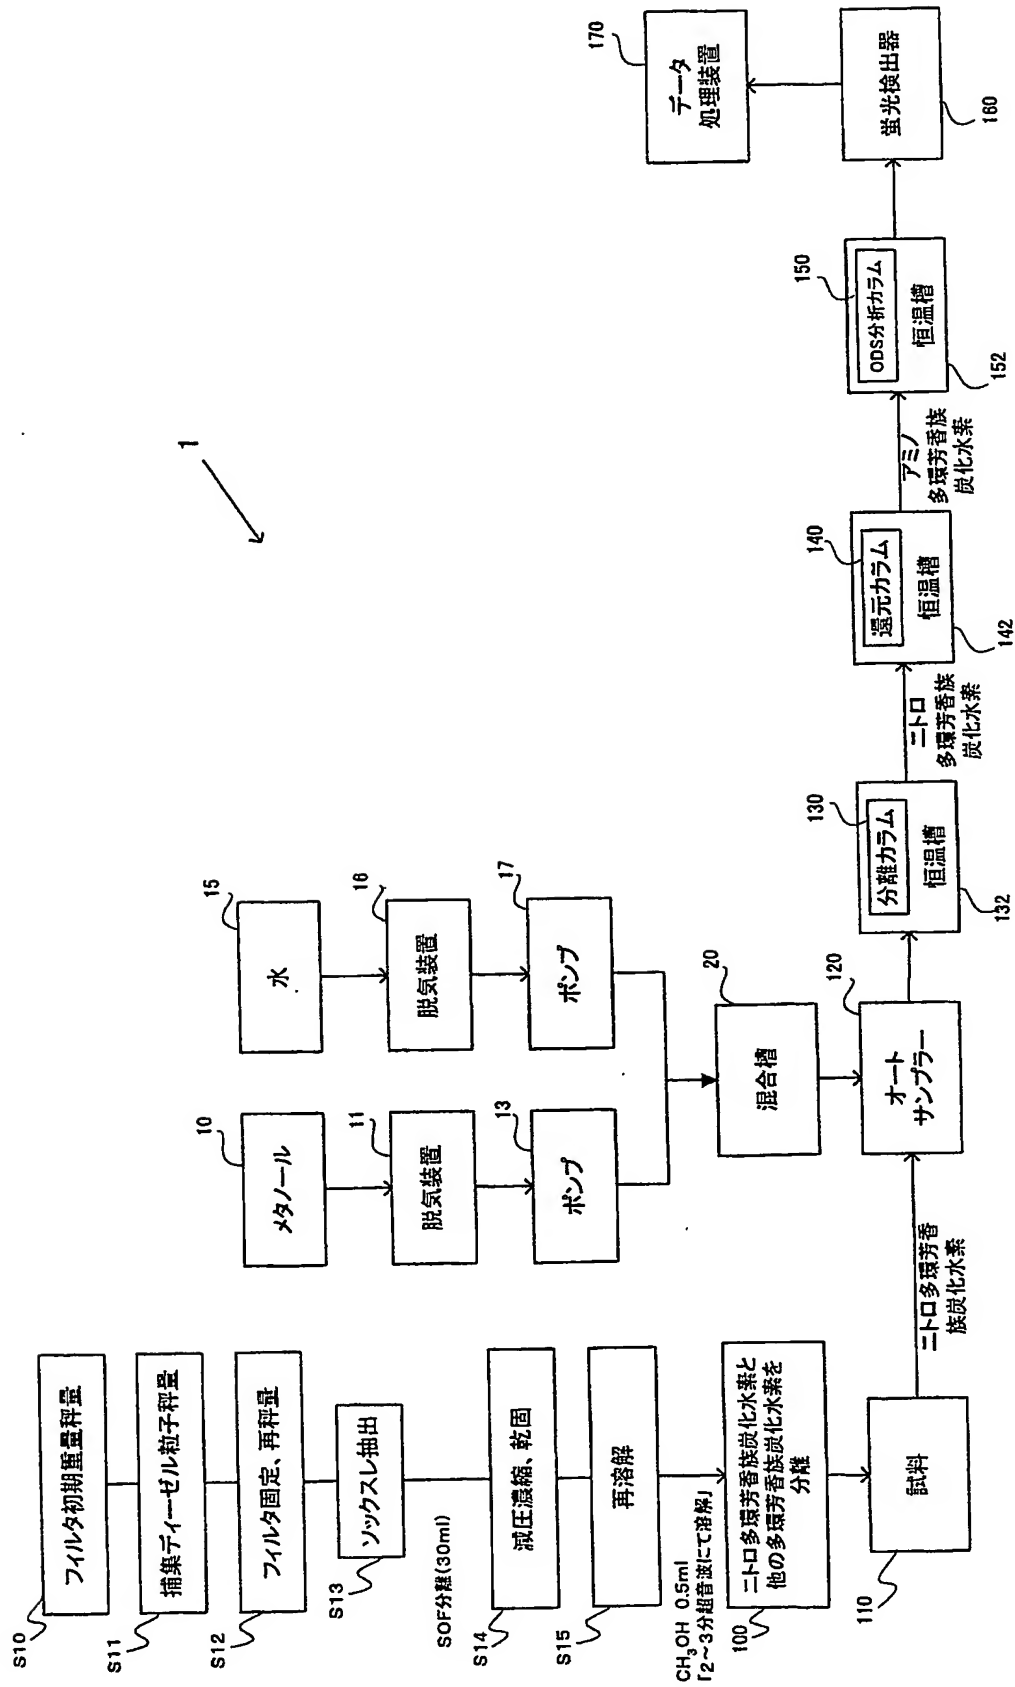 1
S10
フィルタ初期重量秤量
S11
捕集ディーゼル粒子秤量
S12
フィルタ固定、再秤量
S13
ソックスレ抽出
SOF分離(30ml)
S14
減圧濃縮、乾固
S15
再溶解
CH₃OH 0.5ml
「2～3分超音波にて溶解」
100
ニトロ多環芳香族炭化水素と
他の多環芳香族炭化水素を
分離
110
試料
ニトロ多環芳香
族炭化水素
10
メタノール
11
脱気装置
13
ポンプ
15
水
16
脱気装置
17
ポンプ
20
混合槽
120
オート
サンプラー
130
分離カラム
恒温槽
132
ニトロ
多環芳香族
炭化水素
140
還元カラム
恒温槽
142
アミノ
多環芳香族
炭化水素
150
ODS分析カラム
恒温槽
152
蛍光検出器
160
170
データ
処理装置